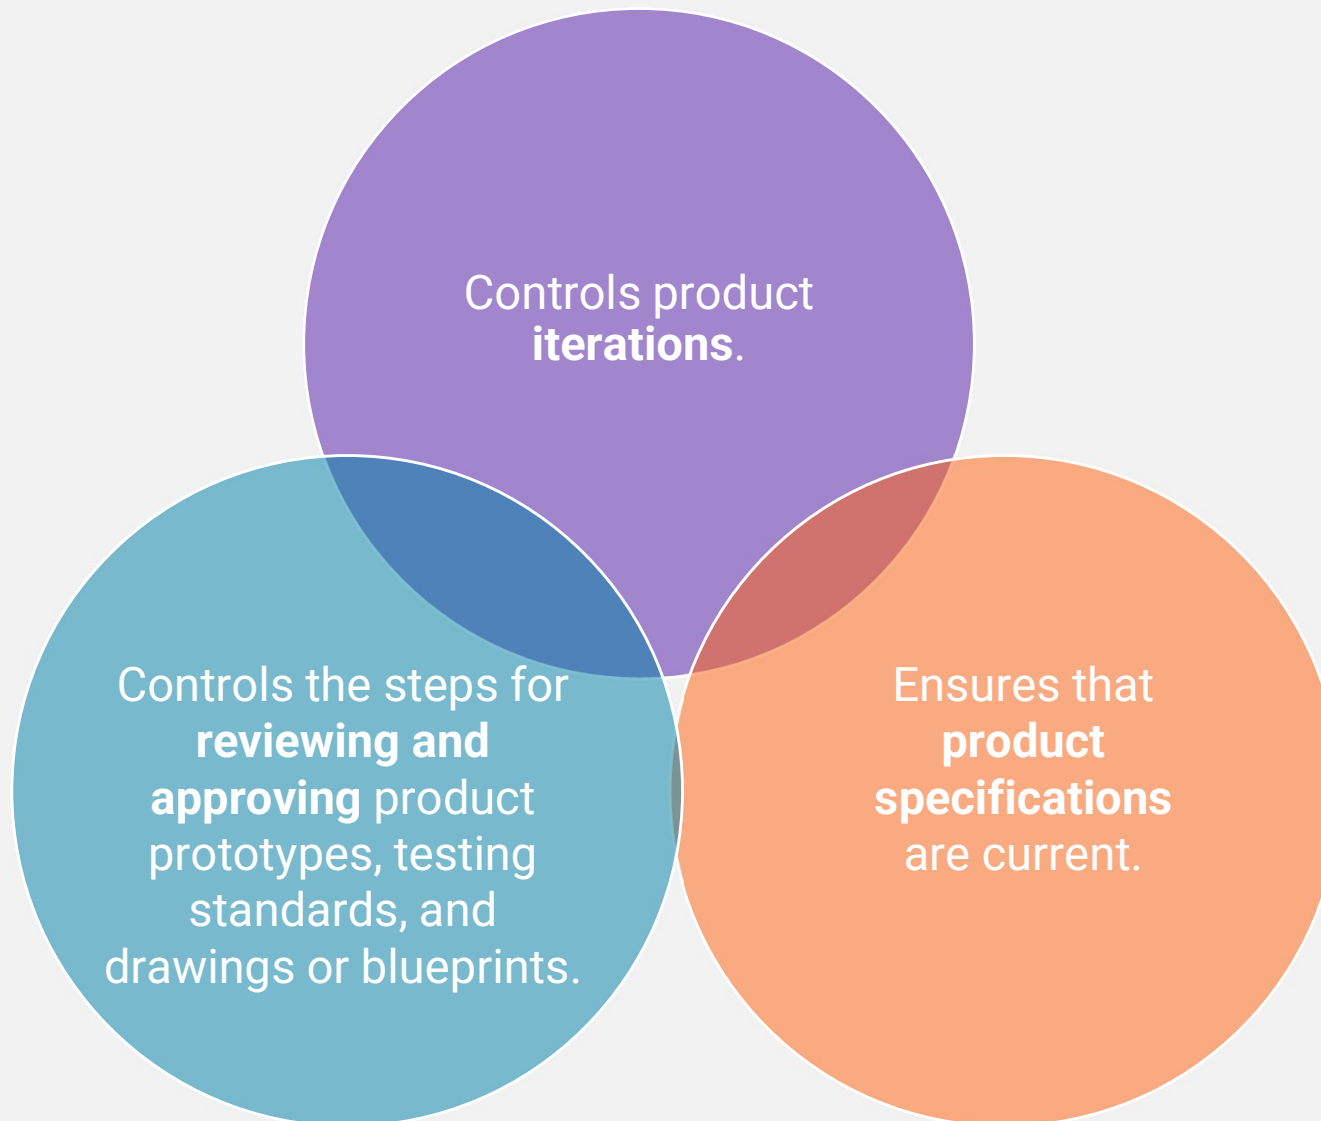 Controls product
iterations.
Controls the steps for
reviewing and
approving product
prototypes, testing
standards, and
drawings or blueprints.
Ensures that
product
specifications
are current.